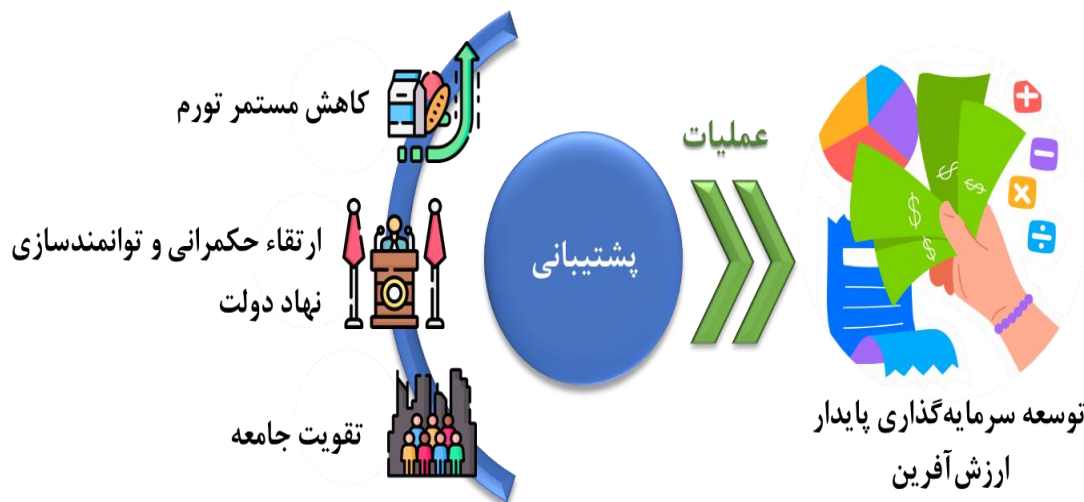 عملیات
توسعه سرمایه‌گذاری پایدار
ارزش‌آفرین
پشتیبانی
کاهش مستمر تورم
ارتقاء حکمرانی و توانمندسازی
نهاد دولت
تقویت جامعه